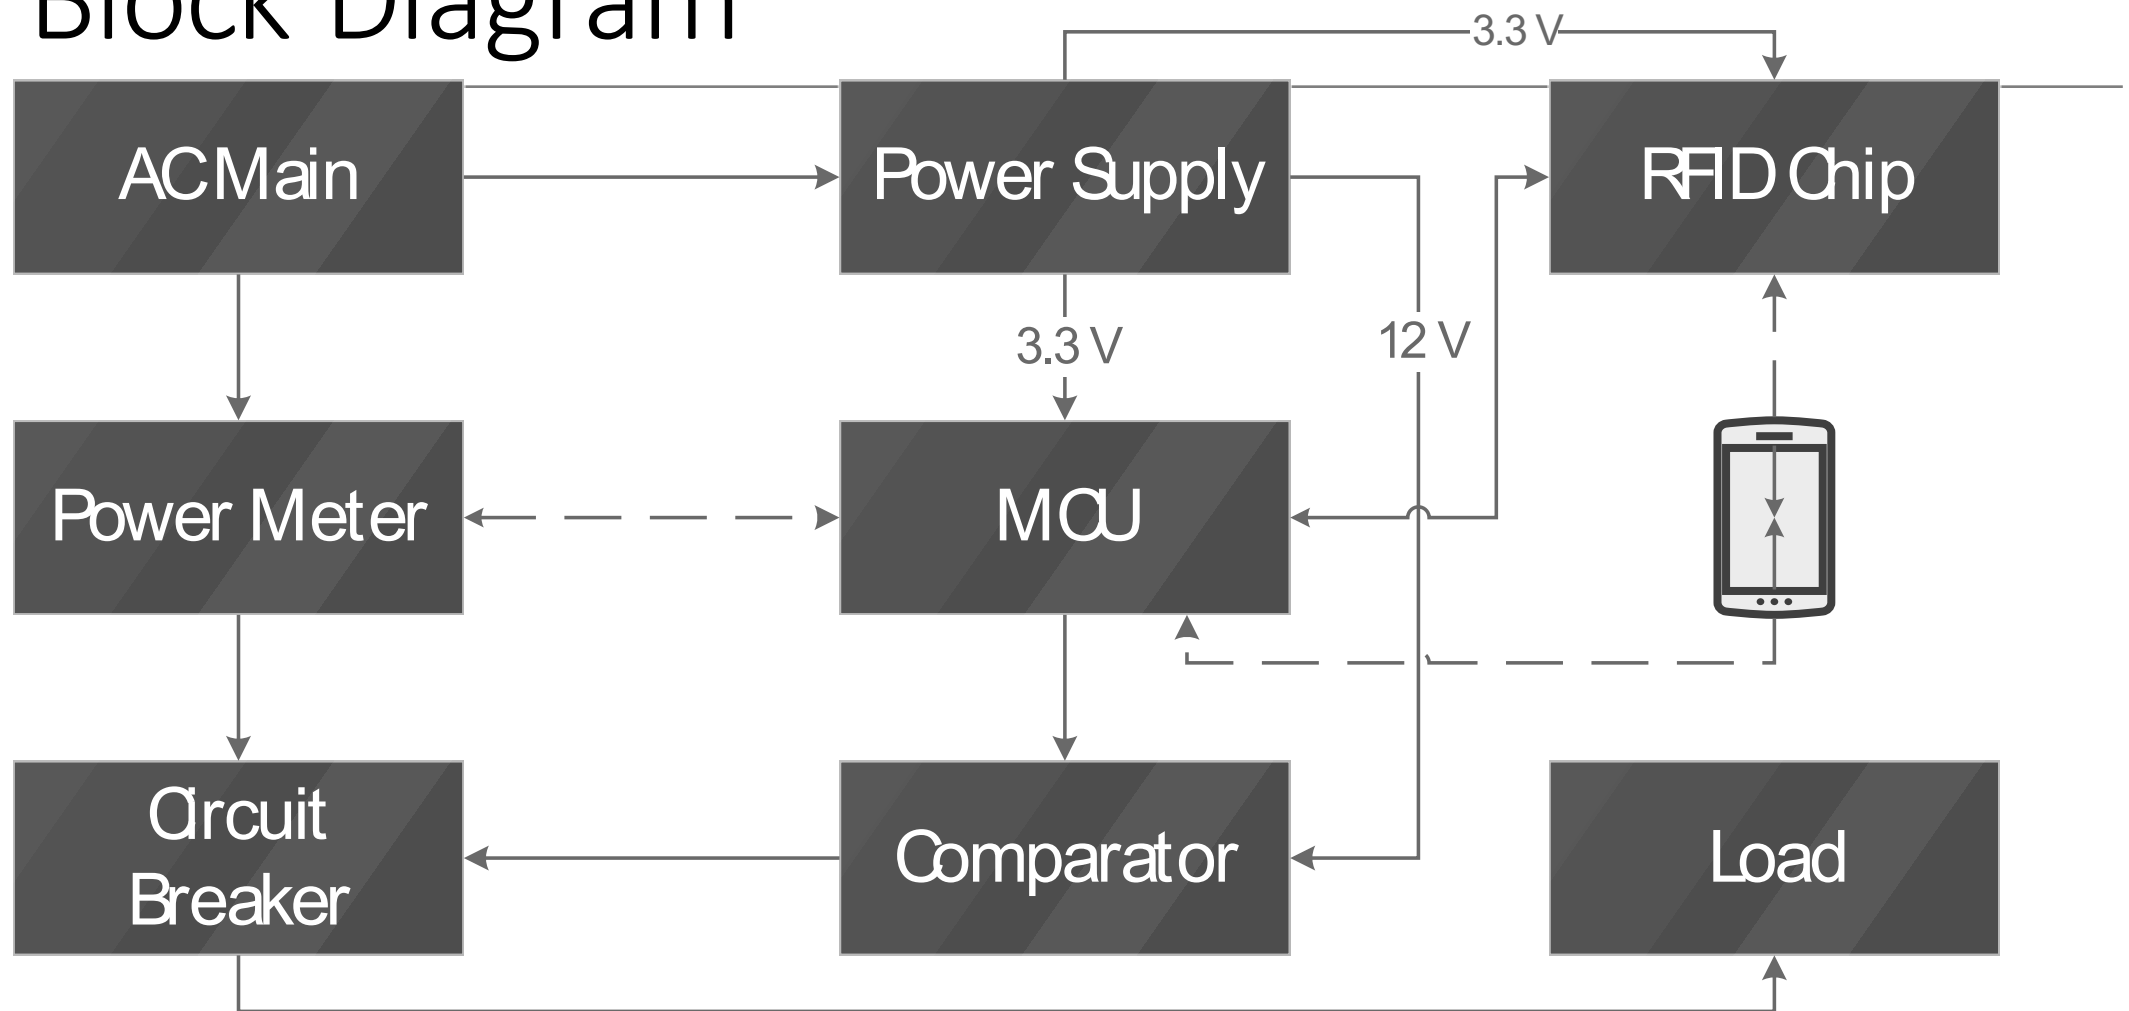 Block Diagram
3.3 V
AC Main
Power Supply
RFID Chip
3.3 V
12 V
Power Meter
MCU
Circuit
Breaker
Comparator
Load